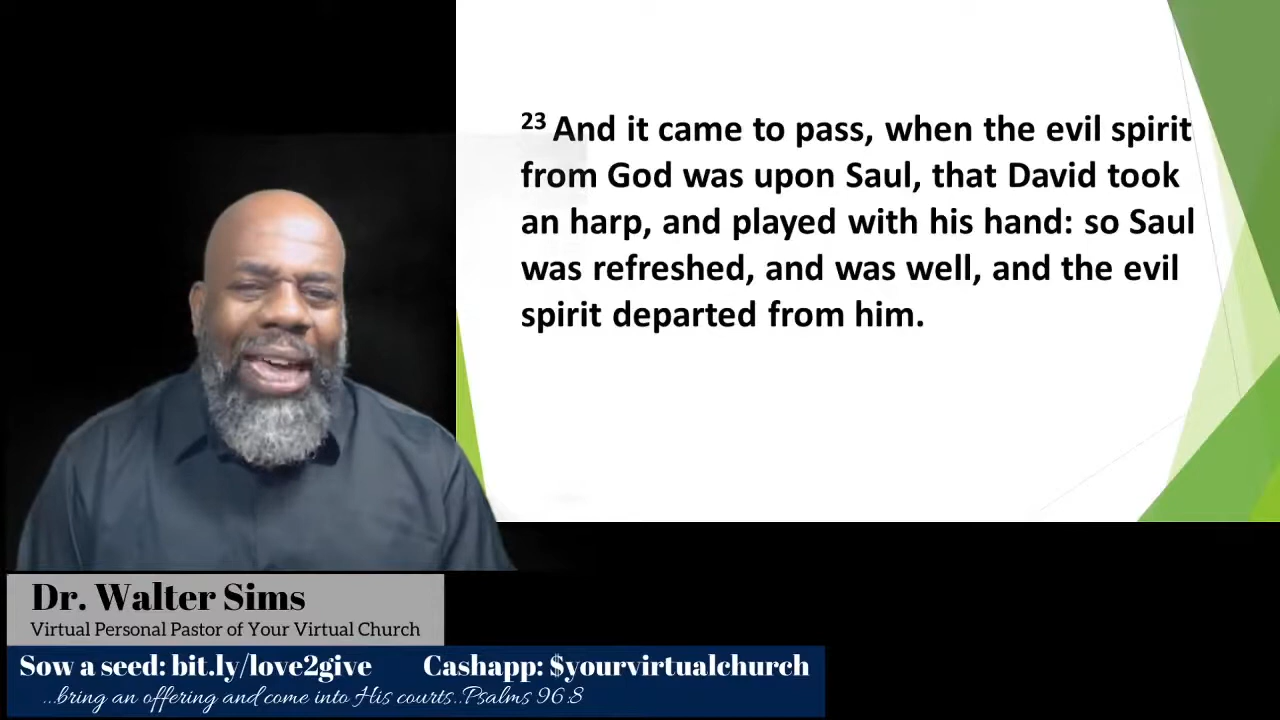 23 And it came to pass, when the evil spirit
from God was upon Saul, that David took
an harp, and played with his hand: so Saul
was refreshed, and was well, and the evil
spirit departed from him.
Dr. Walter Sims
Virtual Personal Pastor of Your Virtual Church
Sow a seed: bit.ly/love2give Cashapp: $yourvirtualchurch
...bring an offering and come into His courts..Psalms 96:8